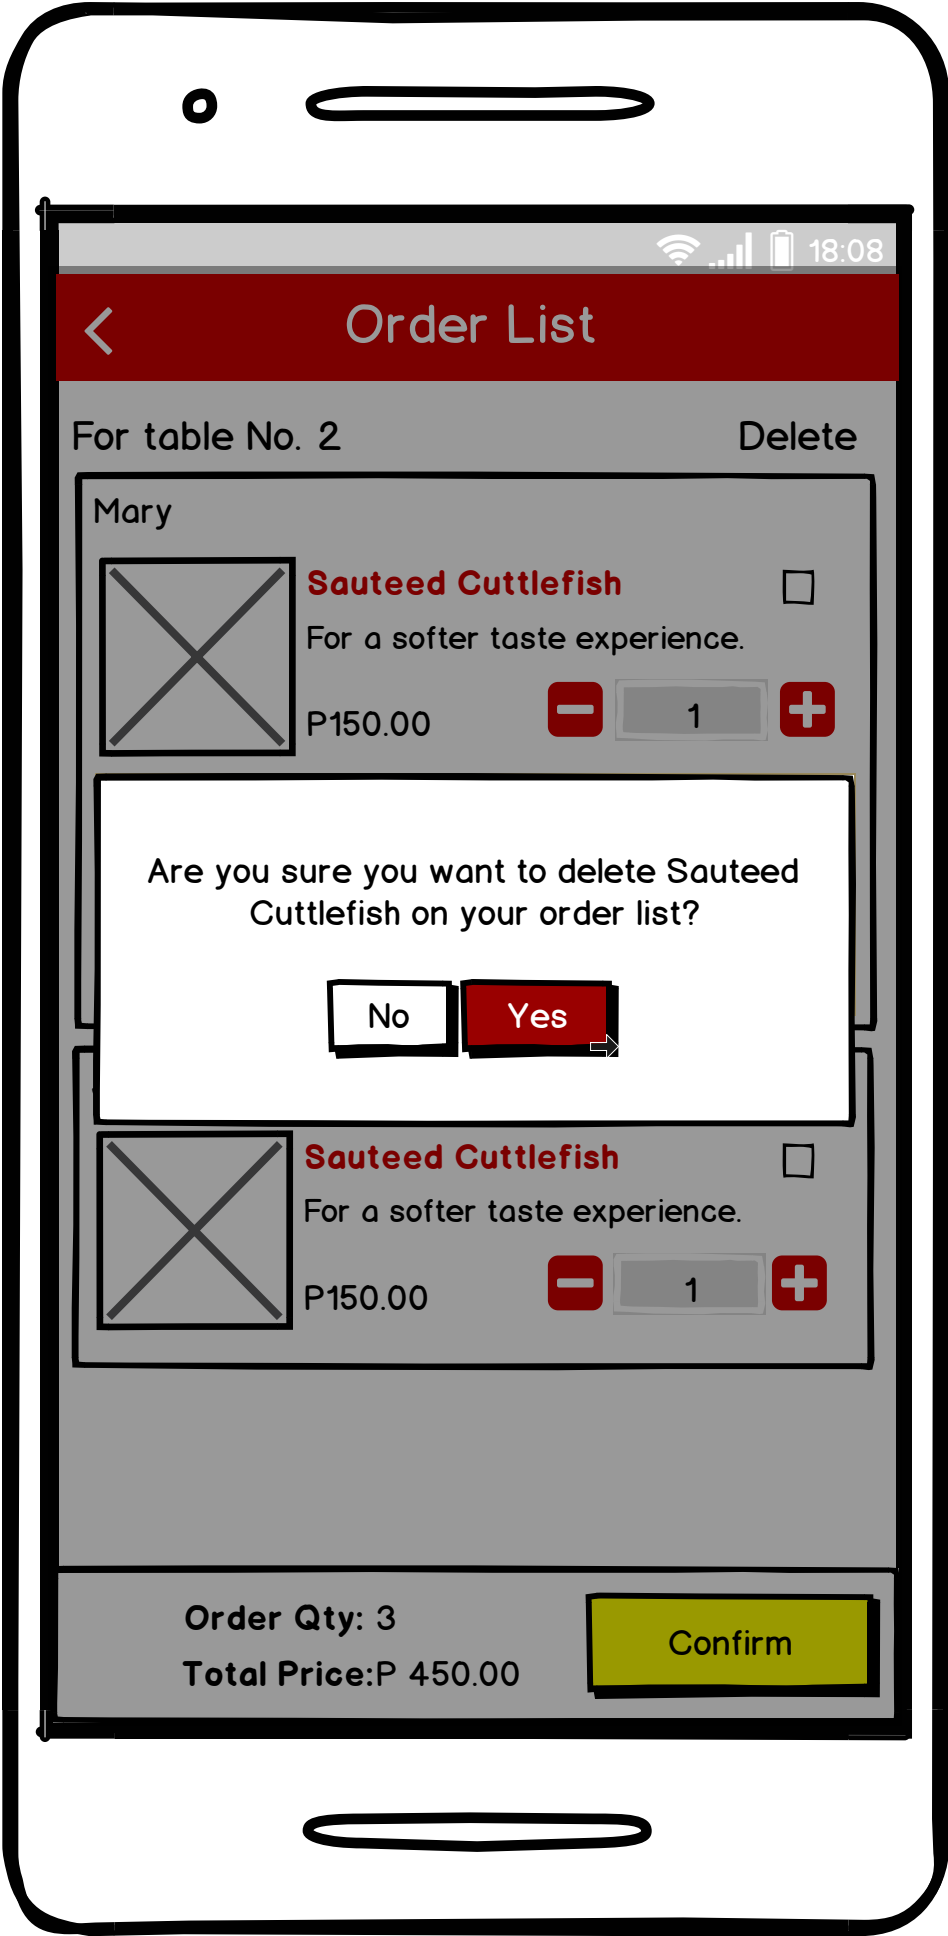 18:08
Order List
For table No. 2 Delete
Mary
Sauteed Cuttlefish
For a softer taste experience.
P150.00 1
Are you sure you want to delete Sauteed
Cuttlefish on your order list?
No Yes
Sauteed Cuttlefish
For a softer taste experience.
P150.00 1
Order Qty: 3
Total Price:P 450.00
Confirm